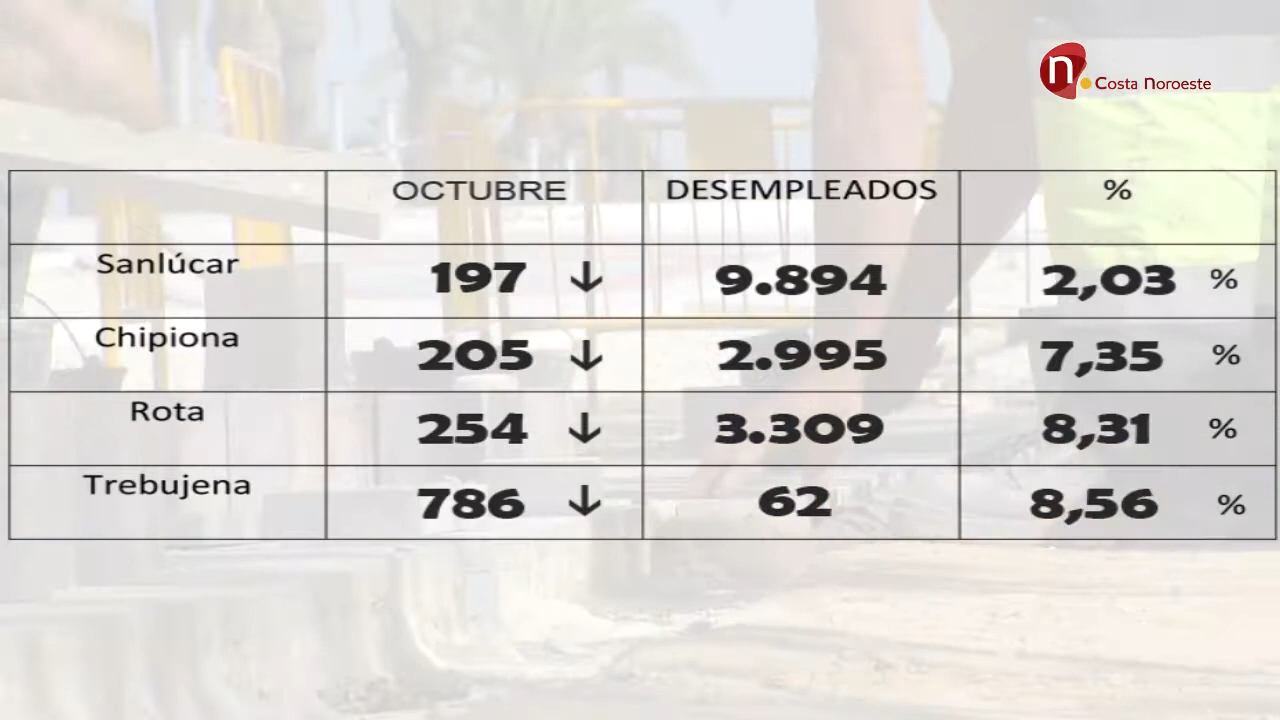 n Costa Noroeste
OCTUBRE DESEMPLEADOS %
Sanlúcar 197 ↓ 9.894 2,03 %
Chipiona 205 ↓ 2.995 7,35 %
Rota 254 ↓ 3.309 8,31 %
Trebujena 786 ↓ 62 8,56 %